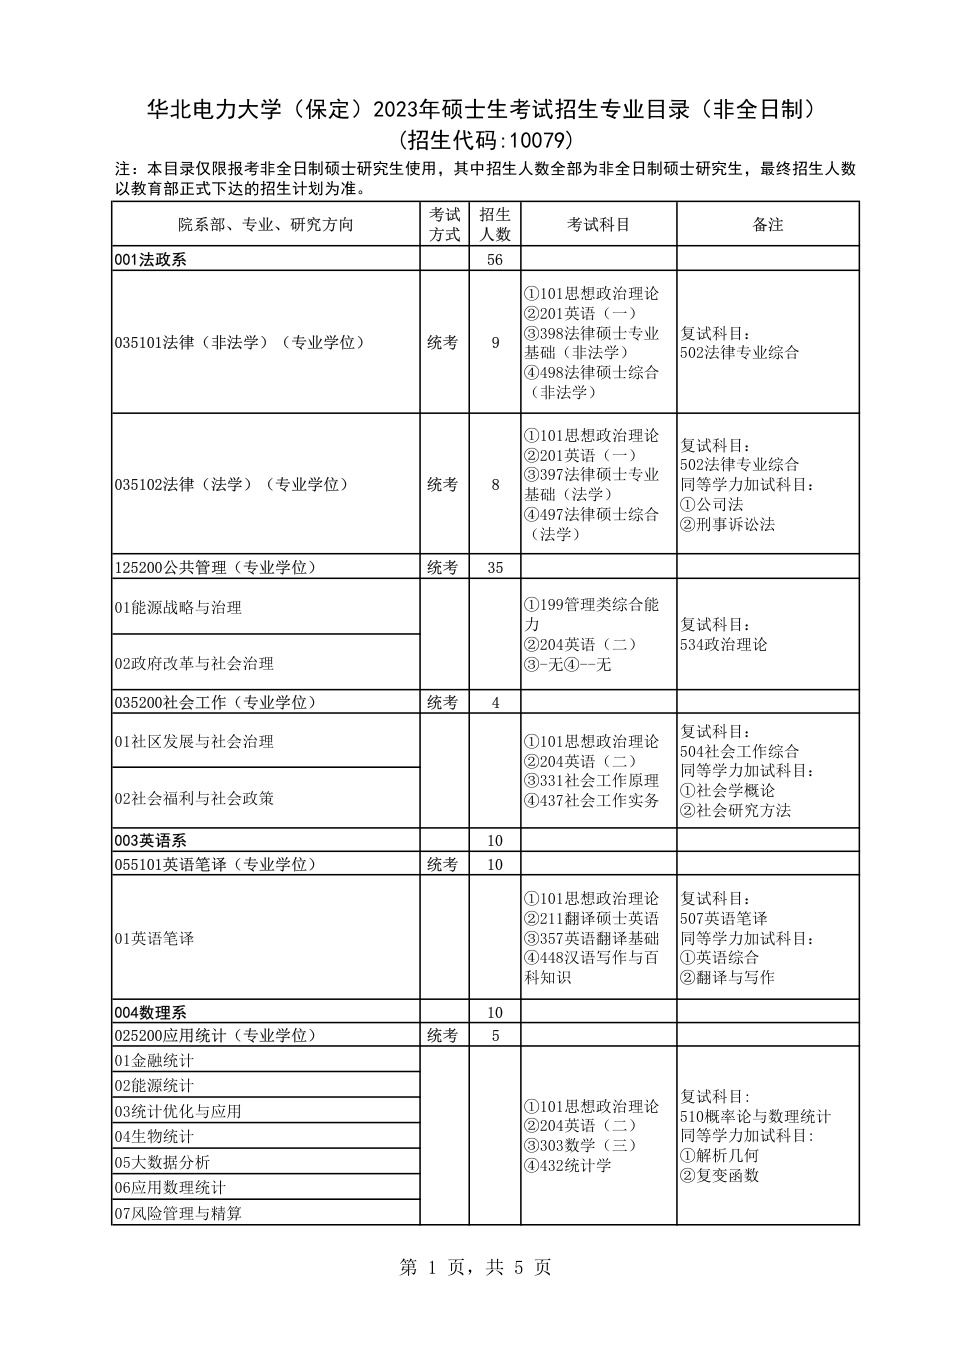 华北电力大学（保定）2023年硕士生考试招生专业目录（非全日制）
(招生代码:10079)
注：本目录仅限报考非全日制硕士研究生使用，其中招生人数全部为非全日制硕士研究生，最终招生人数
以教育部正式下达的招生计划为准。
院系部、专业、研究方向 考试方式 招生人数 考试科目 备注
001法政系 56
035101法律（非法学）（专业学位） 统考 9
①101思想政治理论
②201英语（一）
③398法律硕士专业
基础（非法学）
④498法律硕士综合
（非法学）
复试科目：
502法律专业综合
035102法律（法学）（专业学位） 统考 8
①101思想政治理论
②201英语（一）
③397法律硕士专业
基础（法学）
④497法律硕士综合
（法学）
复试科目：
502法律专业综合
同等学力加试科目：
①公司法
②刑事诉讼法
125200公共管理（专业学位） 统考 35
01能源战略与治理
02政府改革与社会治理
①199管理类综合能
力
②204英语（二）
③-无④--无
复试科目：
534政治理论
035200社会工作（专业学位） 统考 4
01社区发展与社会治理
02社会福利与社会政策
①101思想政治理论
②204英语（二）
③331社会工作原理
④437社会工作实务
复试科目：
504社会工作综合
同等学力加试科目：
①社会学概论
②社会研究方法
003英语系 10
055101英语笔译（专业学位） 统考 10
01英语笔译
①101思想政治理论
②211翻译硕士英语
③357英语翻译基础
④448汉语写作与百
科知识
复试科目：
507英语笔译
同等学力加试科目：
①英语综合
②翻译与写作
004数理系 10
025200应用统计（专业学位） 统考 5
01金融统计
02能源统计
03统计优化与应用
04生物统计
05大数据分析
06应用数理统计
07风险管理与精算
①101思想政治理论
②204英语（二）
③303数学（三）
④432统计学
复试科目：
510概率论与数理统计
同等学力加试科目：
①解析几何
②复变函数
第 1 页，共 5 页